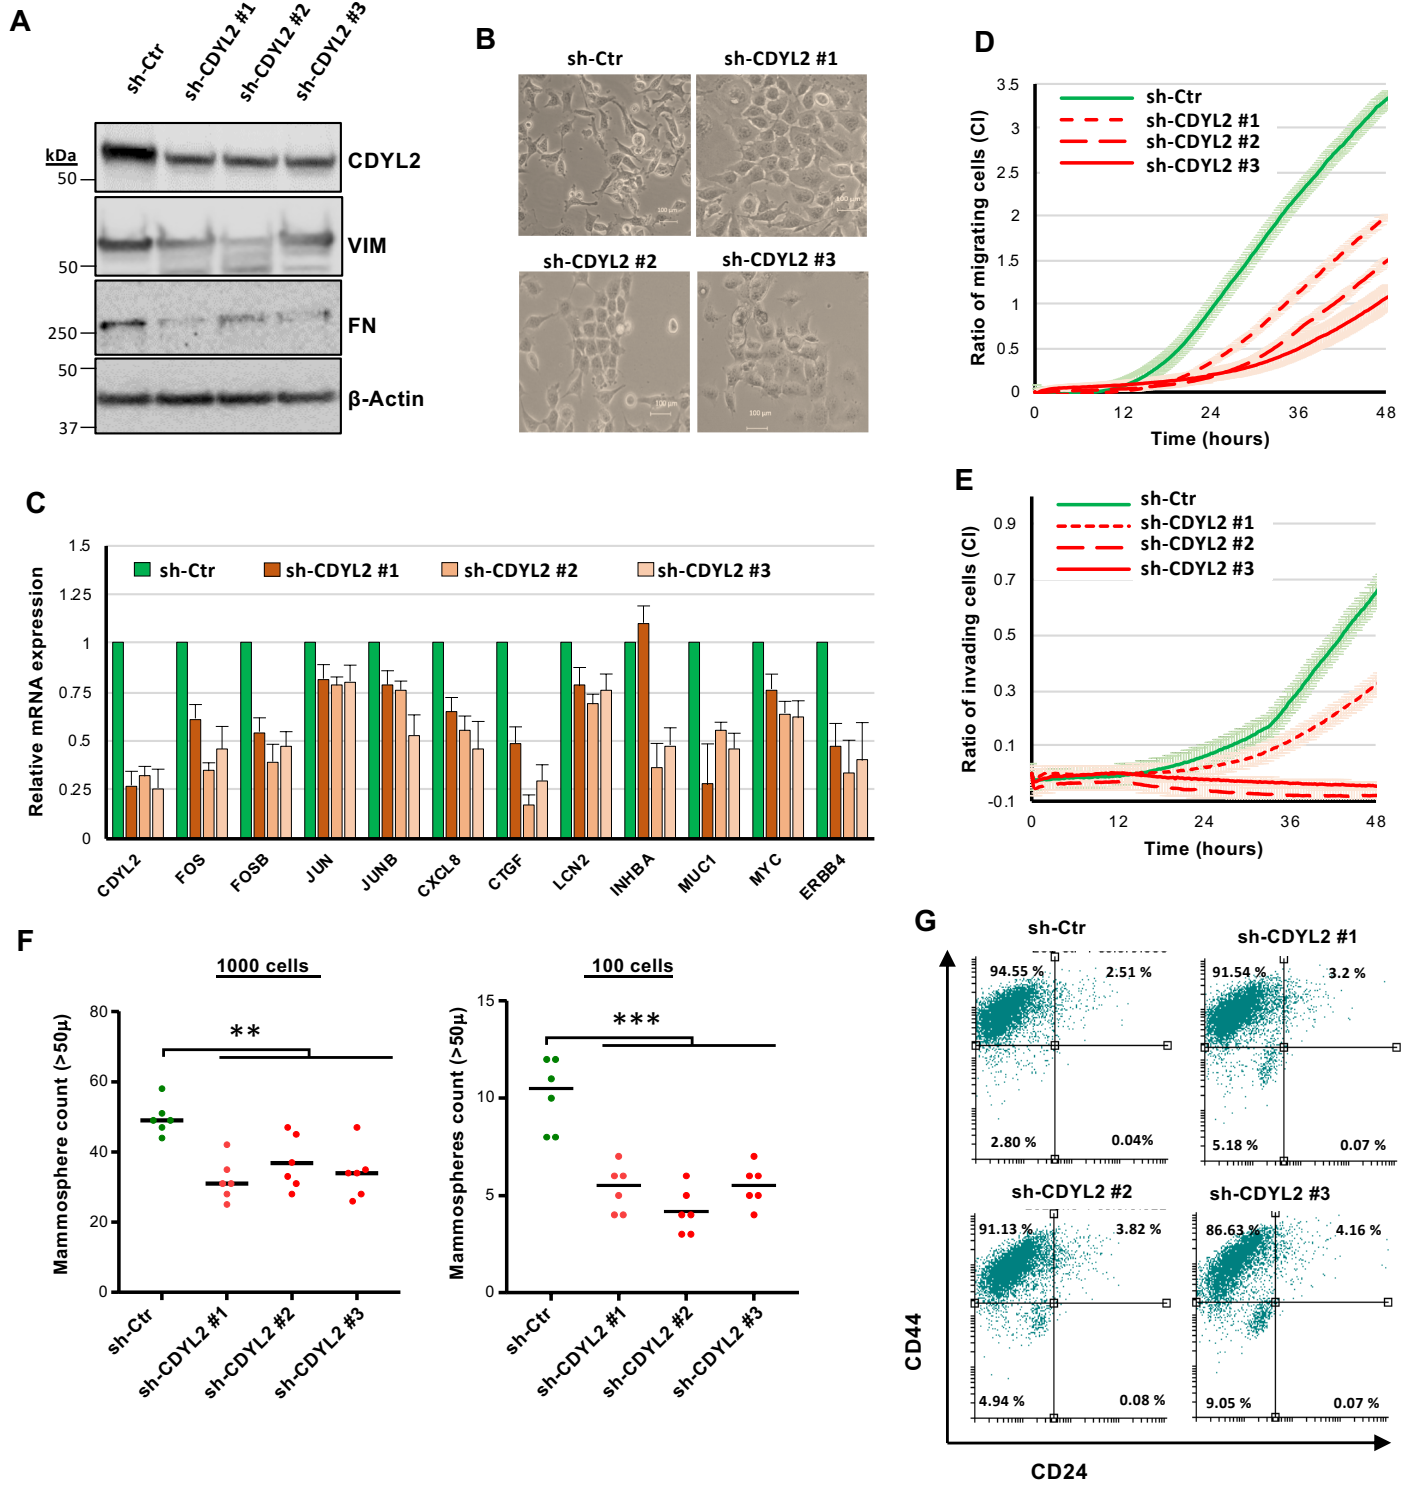 A
sh-Ctr
sh-CDYL2 #1
sh-CDYL2 #2
sh-CDYL2 #3
kDa
50
CDYL2
50
VIM
250
FN
50
37
β-Actin
B
sh-Ctr
sh-CDYL2 #1
100 µm
100 µm
sh-CDYL2 #2
sh-CDYL2 #3
100 µm
100 µm
C
Relative mRNA expression
1.5
1.25
1
0.75
0.5
0.25
0
sh-Ctr
sh-CDYL2 #1
sh-CDYL2 #2
sh-CDYL2 #3
CDYL2
FOS
FOSB
JUN
JUNB
CXCL8
CTGF
LCN2
INHBA
MUC1
MYC
ERBB4
D
Ratio of migrating cells (CI)
3.5
3
2.5
2
1.5
1
0.5
0
sh-Ctr
sh-CDYL2 #1
sh-CDYL2 #2
sh-CDYL2 #3
0 12 24 36 48
Time (hours)
E
Ratio of invading cells (CI)
0.9
0.7
0.5
0.3
0.1
-0.1
sh-Ctr
sh-CDYL2 #1
sh-CDYL2 #2
sh-CDYL2 #3
0 12 24 36 48
Time (hours)
F
1000 cells
Mammosphere count (>50µ)
80
60
40
20
0
**
sh-Ctr
sh-CDYL2 #1
sh-CDYL2 #2
sh-CDYL2 #3
100 cells
Mammospheres count (>50µ)
15
10
5
0
***
sh-Ctr
sh-CDYL2 #1
sh-CDYL2 #2
sh-CDYL2 #3
G
sh-Ctr
94.55 % 2.51 %
2.80 % 0.04%
sh-CDYL2 #1
91.54 % 3.2 %
5.18 % 0.07 %
sh-CDYL2 #2
91.13 % 3.82 %
4.94 % 0.08 %
sh-CDYL2 #3
86.63 % 4.16 %
9.05 % 0.07 %
CD44
CD24